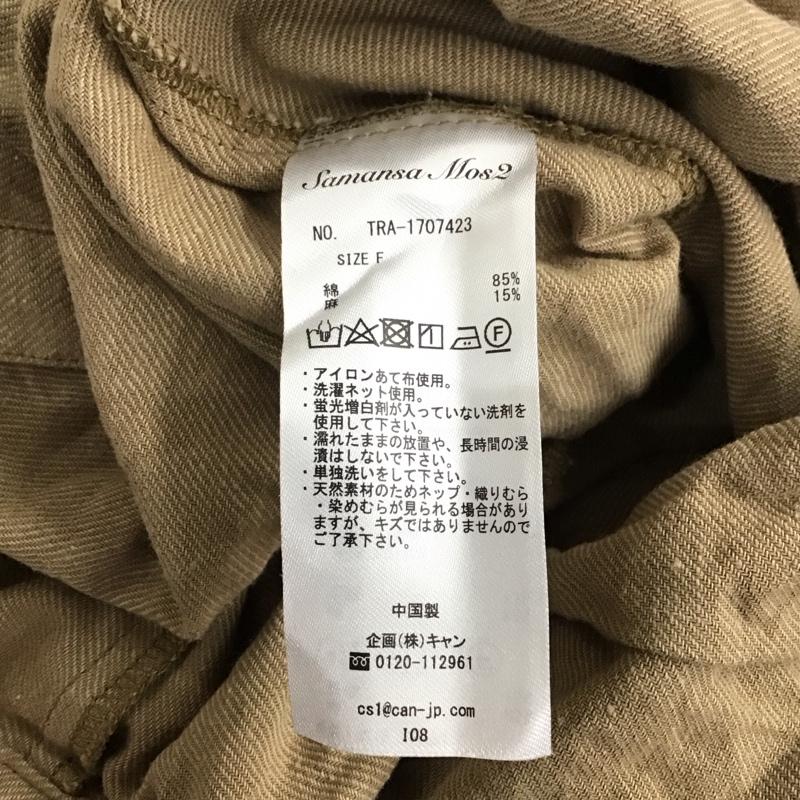 Samansa Mos2
NO. TRA-1707423
SIZE F
綿 85%
麻 15%
F
・アイロンあて布使用。
・洗濯ネット使用。
・蛍光増白剤が入っていない洗剤を
使用して下さい。
・濡れたままの放置や、長時間の浸
漬はしないで下さい。
・単独洗いをして下さい。
・天然素材のためネップ・織りむら
・染めむらが見られる場合があり
ますが、キズではありませんので
ご了承下さい。
中国製
企画(株)キャン
0120-112961
cs1@can-jp.com
I08